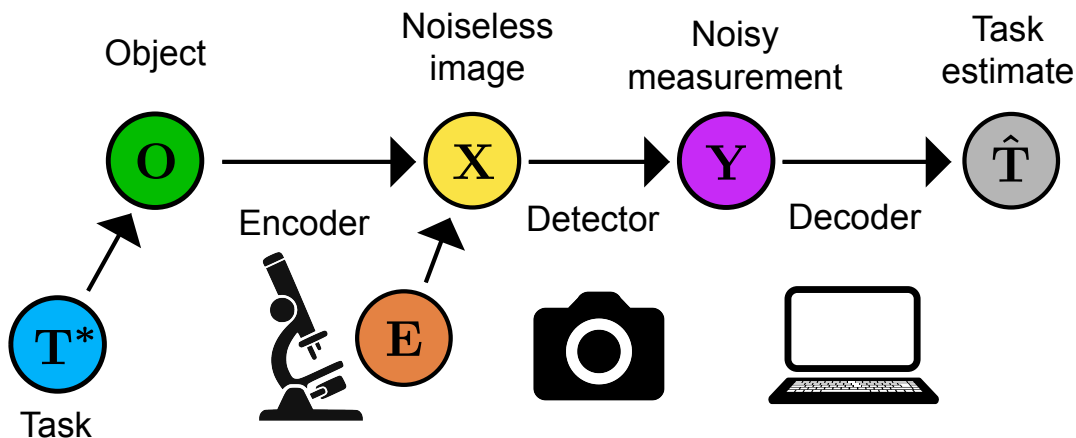 Object
Noiseless
image
Noisy
measurement
Task
estimate
O
X
Y
T̂
Encoder
Detector
Decoder
T*
E
Task